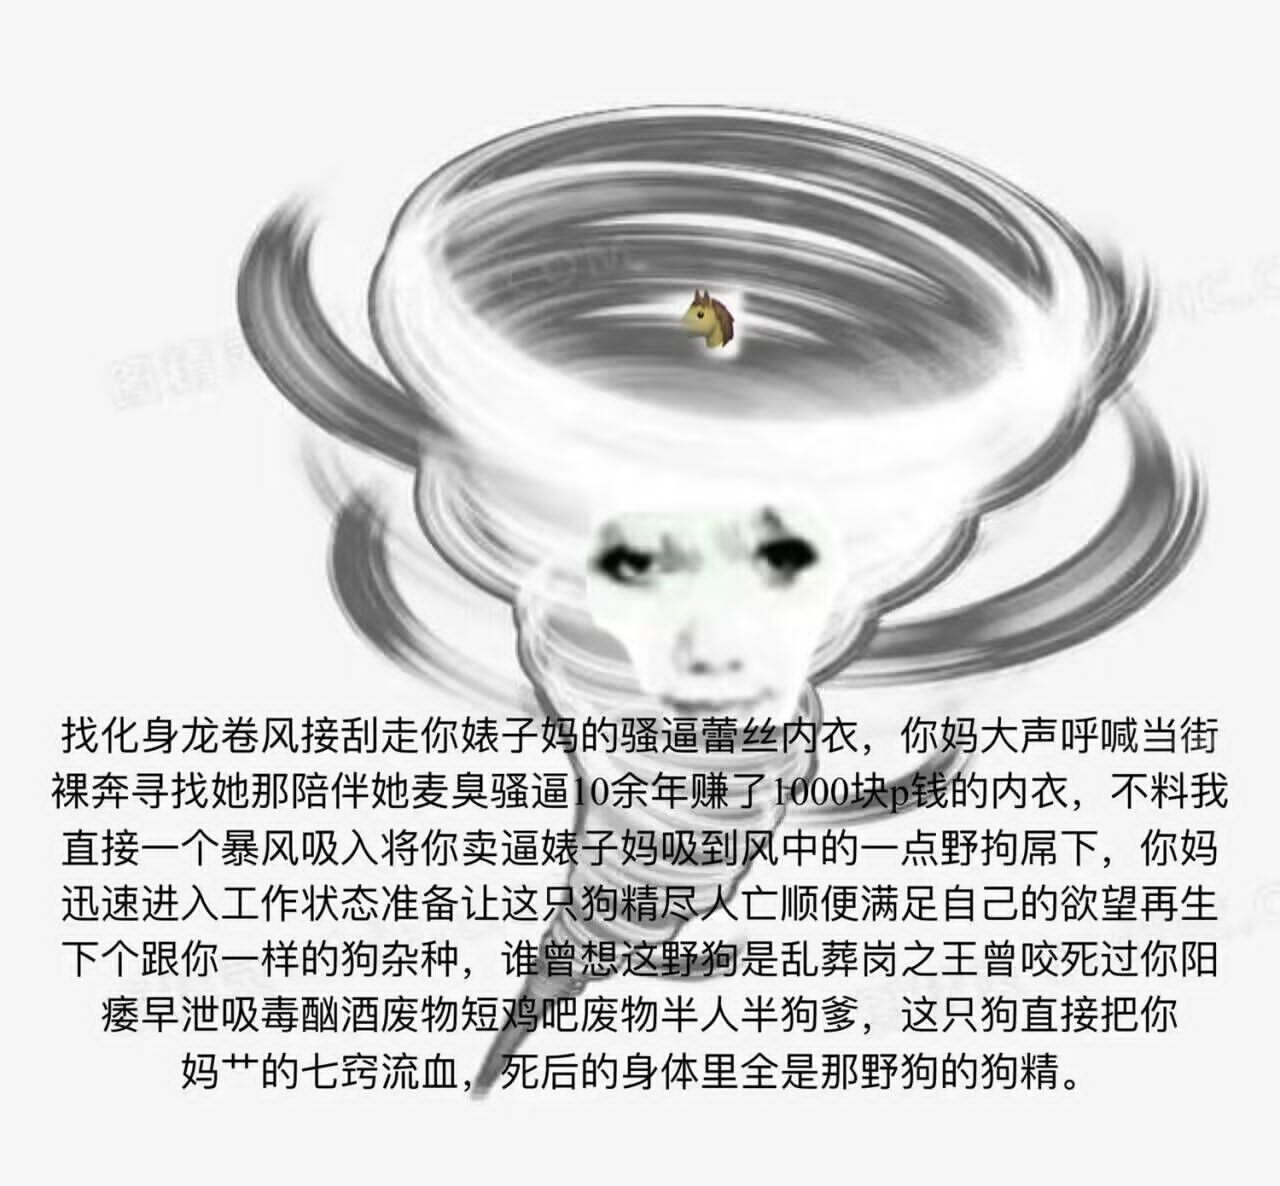 找化身龙卷风接刮走你婊子妈的骚逼蕾丝内衣，你妈大声呼喊当街
裸奔寻找她那陪伴她麦臭骚逼10余年赚了1000块p钱的内衣，不料我
直接一个暴风吸入将你卖逼婊子妈吸到风中的一点野拘屌下，你妈
迅速进入工作状态准备让这只狗精尽人亡顺便满足自己的欲望再生
下个跟你一样的狗杂种，谁曾想这野狗是乱葬岗之王曾咬死过你阳
痿早泄吸毒酗酒废物短鸡吧废物半人半狗爹，这只狗直接把你
妈艹的七窍流血，死后的身体里全是那野狗的狗精。